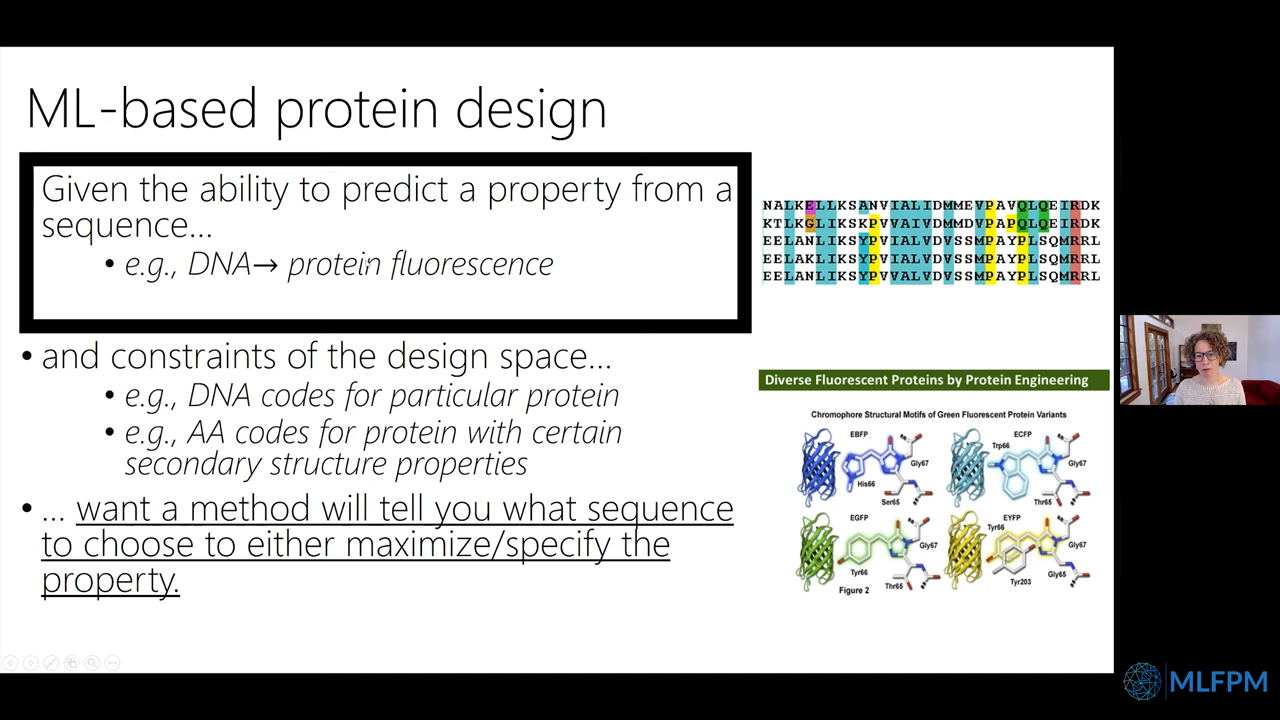 ML-based protein design
Given the ability to predict a property from a
sequence...
• e.g., DNA→ protein fluorescence
• and constraints of the design space...
• e.g., DNA codes for particular protein
• e.g., AA codes for protein with certain
secondary structure properties
• ... want a method will tell you what sequence
to choose to either maximize/specify the
property.
NALKELLKSANVIALIDMMEVPAVQLQEIRDK
KTLKGLIKSKPVVAIVDMMDVPAPQLQEIRDK
EELANLIKSYPVIALVDVSSMPAYPLSQMRRL
EELAKLIKSYPVIALVDVSSMPAYPLSQMRRL
EELANLIKSYPVIALVDVSSMPAYPLSQMRRL
Diverse Fluorescent Proteins by Protein Engineering
Chromophore Structural Motifs of Green Fluorescent Protein Variants
EBFP
His66
Gly67
Ser65
ECFP
Trp66
Gly67
Thr65
EGFP
Tyr66
Gly67
Thr65
Figure 2
EYFP
Tyr66
Gly67
Gly65
Tyr203
MLFPM